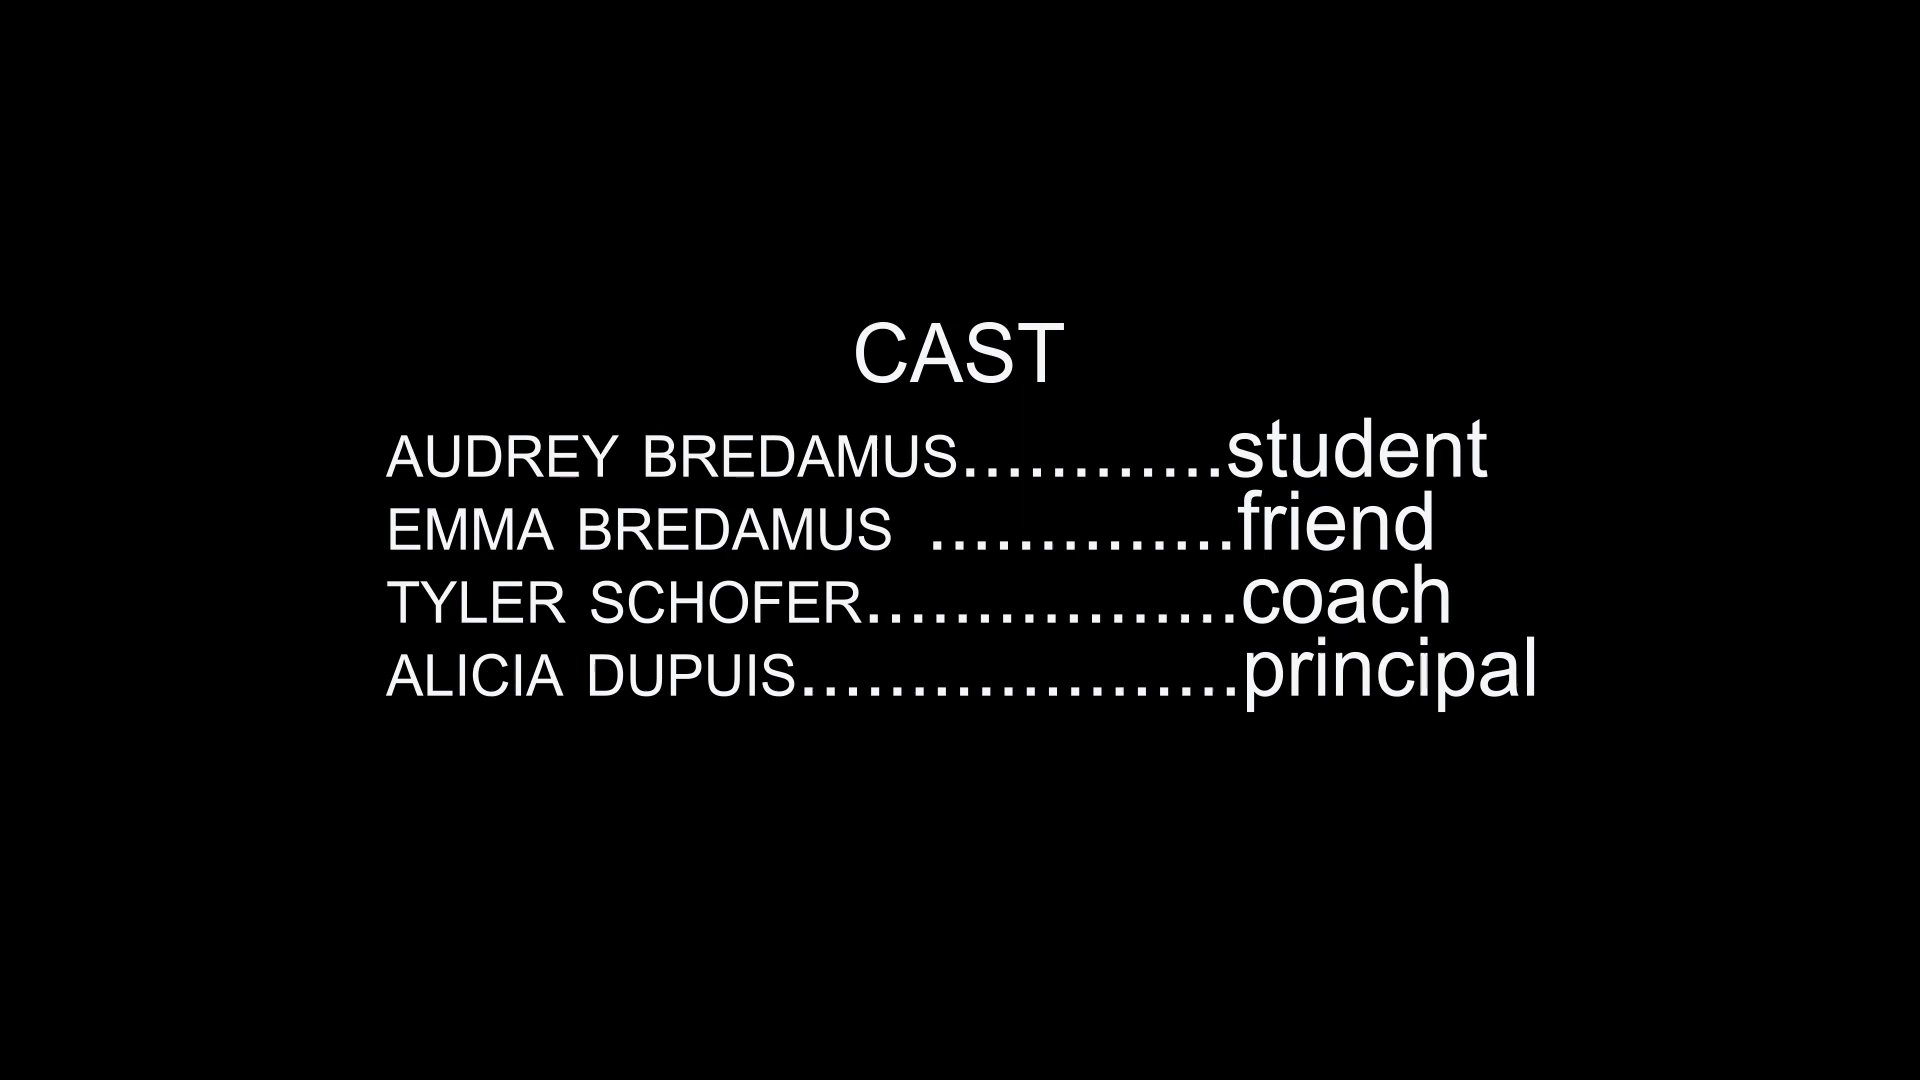 CAST
AUDREY BREDAMUS............student
EMMA BREDAMUS ..............friend
TYLER SCHOFER.................coach
ALICIA DUPUIS....................principal